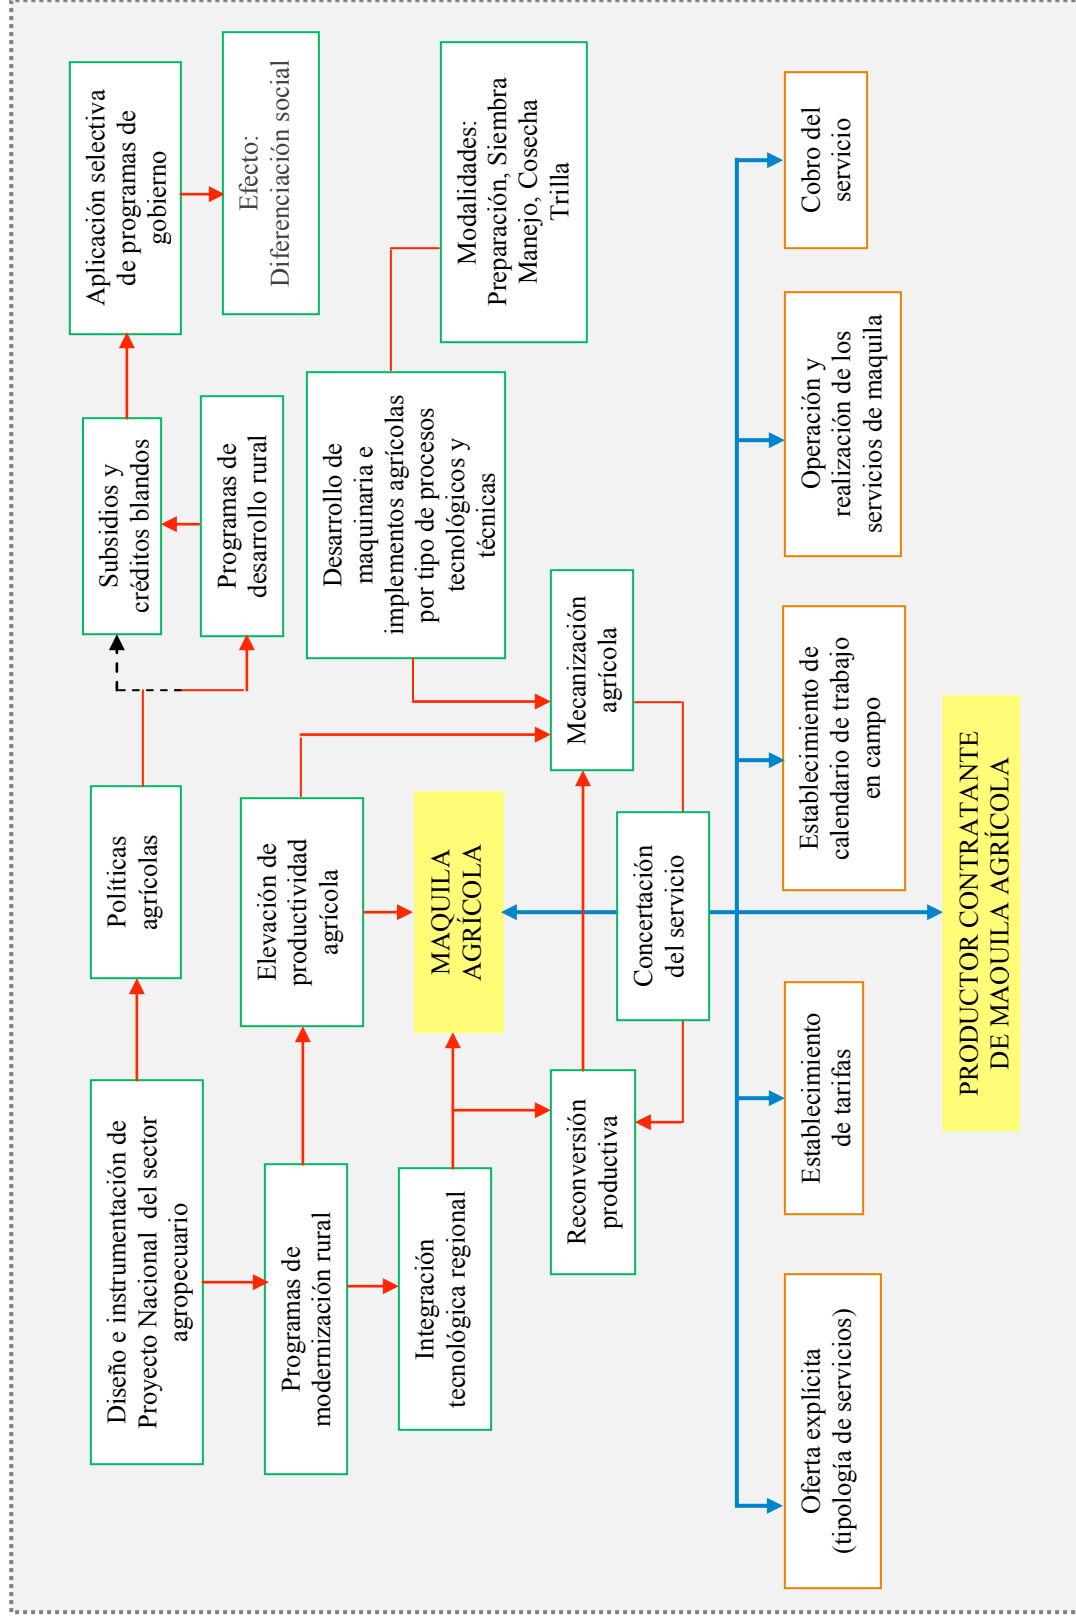 Diseño e instrumentación de
Proyecto Nacional del sector
agropecuario
Políticas
agrícolas
Subsidios y
créditos blandos
Aplicación selectiva
de programas de
gobierno
Programas de
desarrollo rural
Efecto:
Diferenciación social
Programas de
modernización rural
Elevación de
productividad
agrícola
Desarrollo de
maquinaria e
implementos agrícolas
por tipo de procesos
tecnológicos y
técnicas
Modalidades:
Preparación, Siembra
Manejo, Cosecha
Trilla
Integración
tecnológica regional
MAQUILA
AGRÍCOLA
Reconversión
productiva
Mecanización
agrícola
Concertación
del servicio
Oferta explícita
(tipología de servicios)
Establecimiento
de tarifas
Establecimiento de
calendario de trabajo
en campo
Operación y
realización de los
servicios de maquila
Cobro del
servicio
PRODUCTOR CONTRATANTE
DE MAQUILA AGRÍCOLA